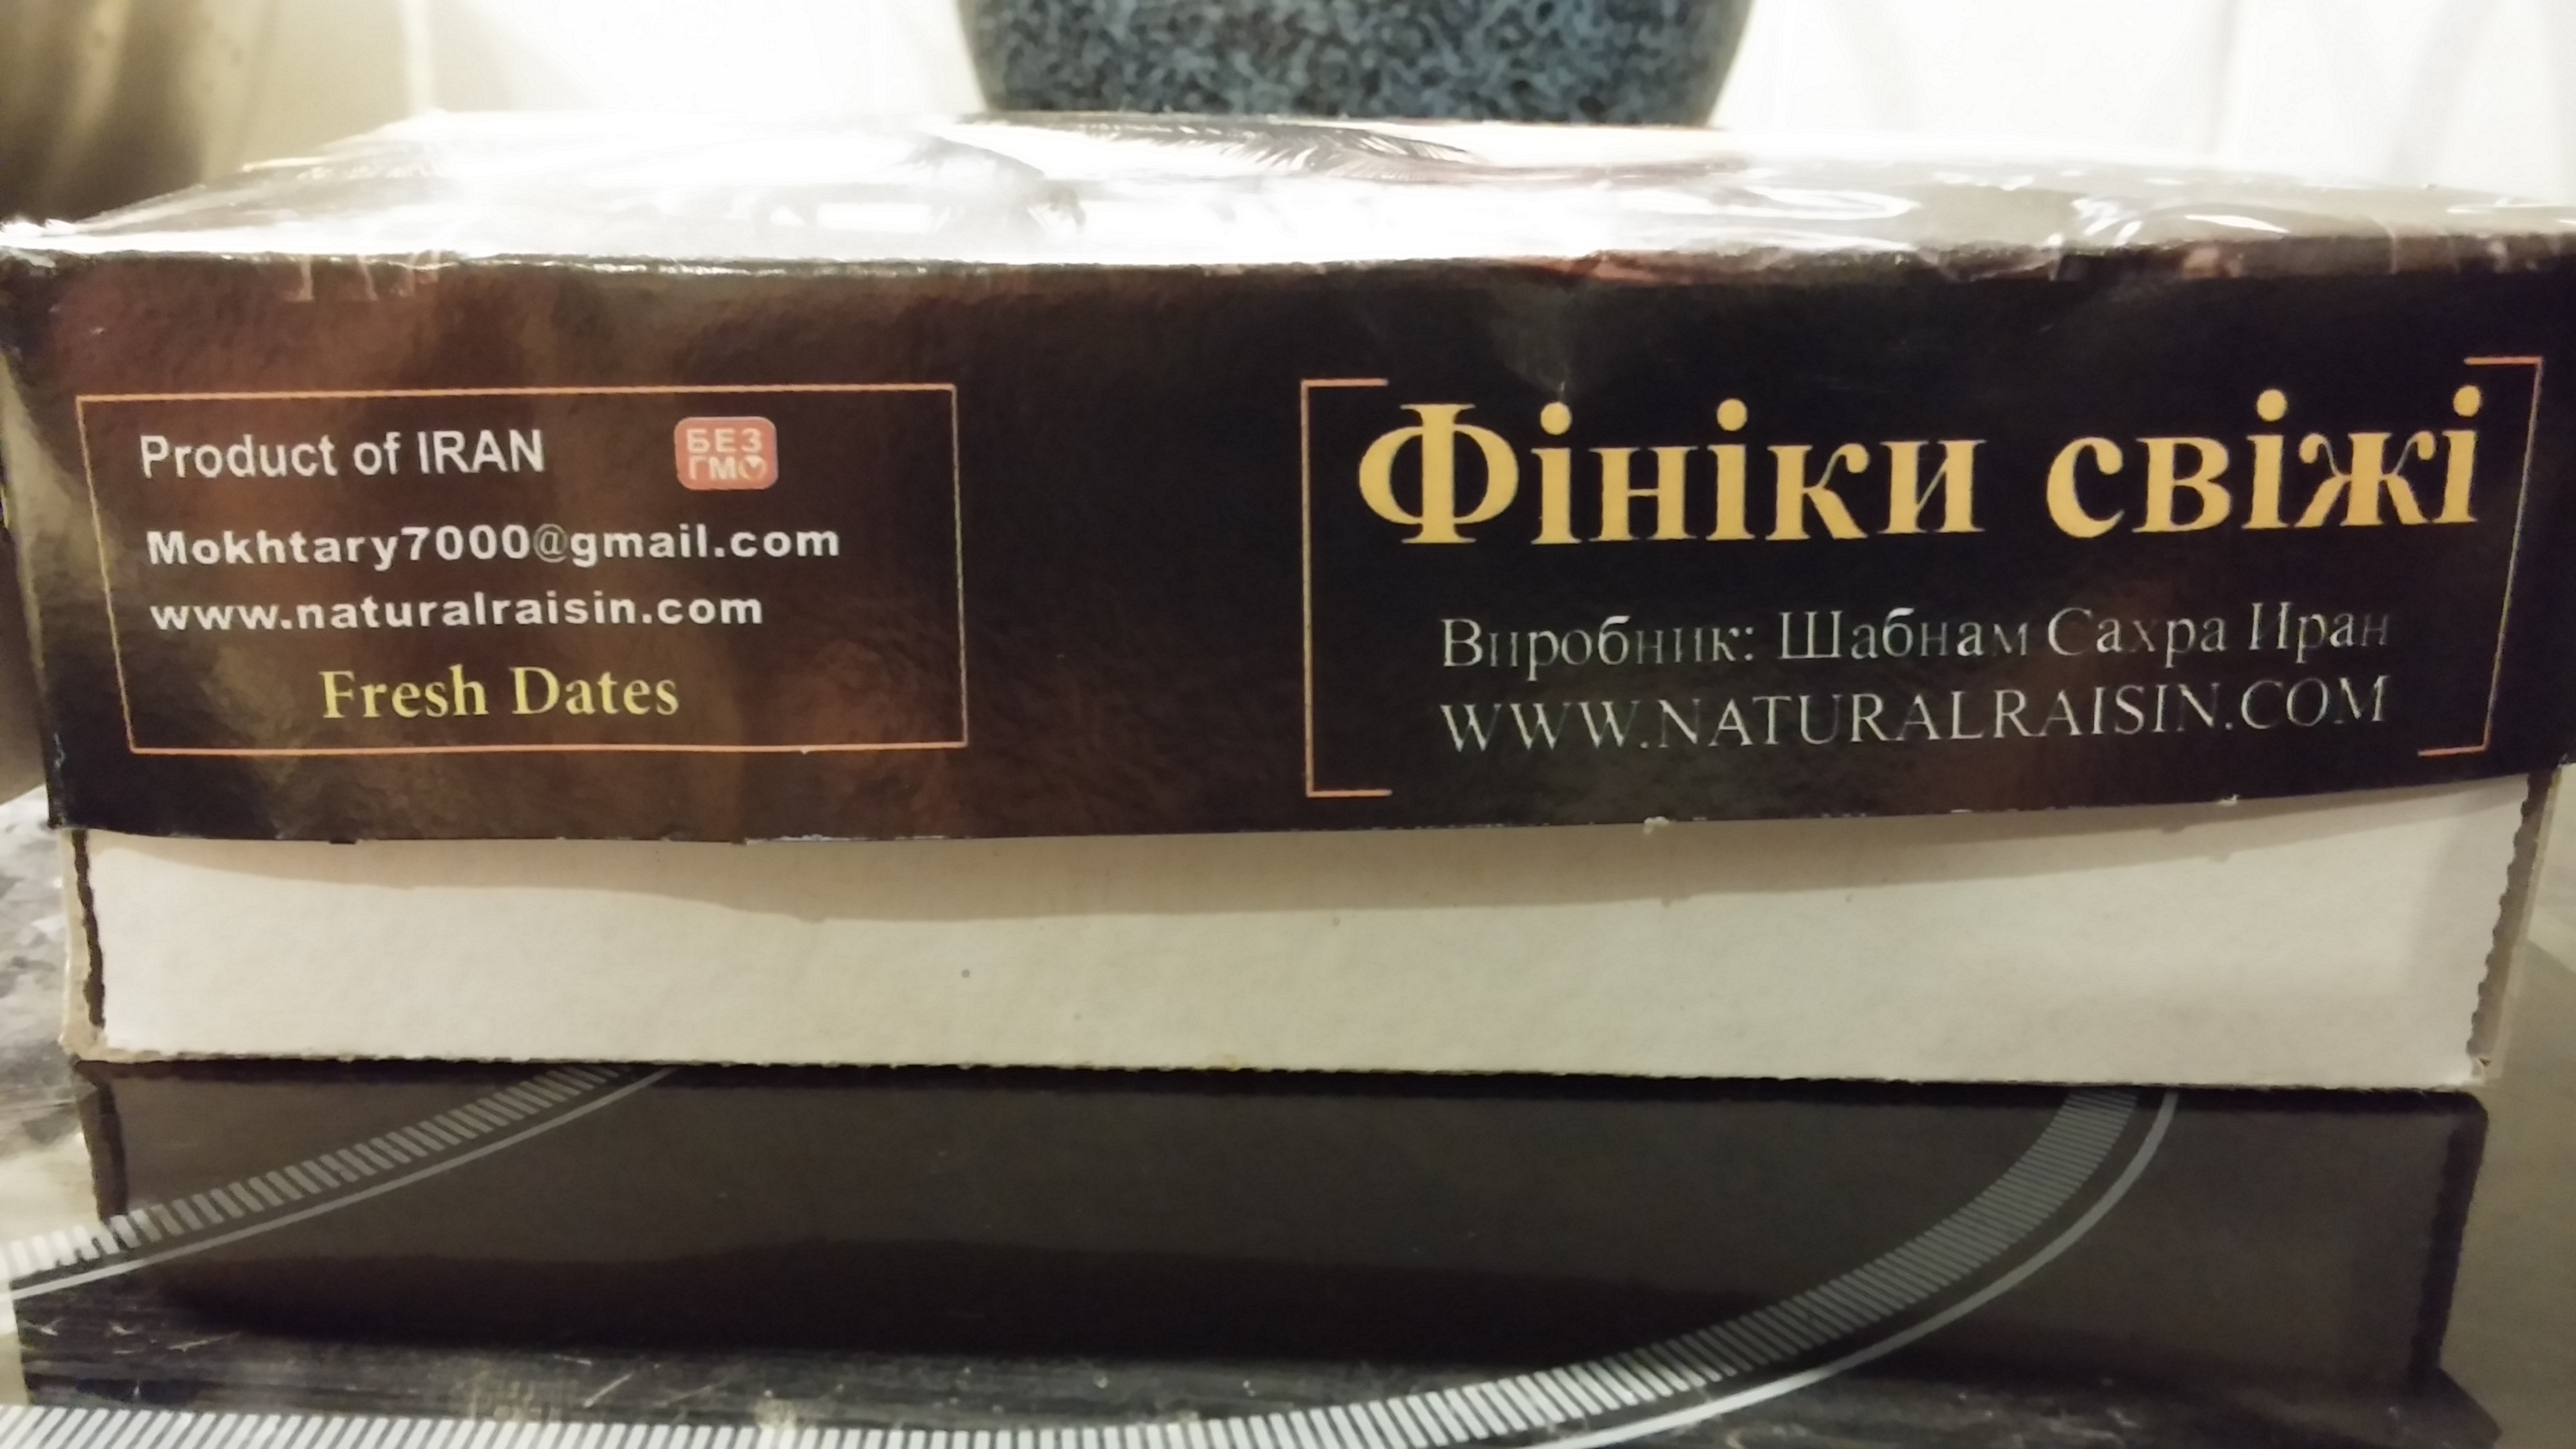 Product of IRAN
БЕЗ
ГМО
Mokhtary7000@gmail.com
www.naturalraisin.com
Fresh Dates
Фініки свіжі
Виробник: Шабнам Сахра Иран
WWW.NATURALRAISIN.COM